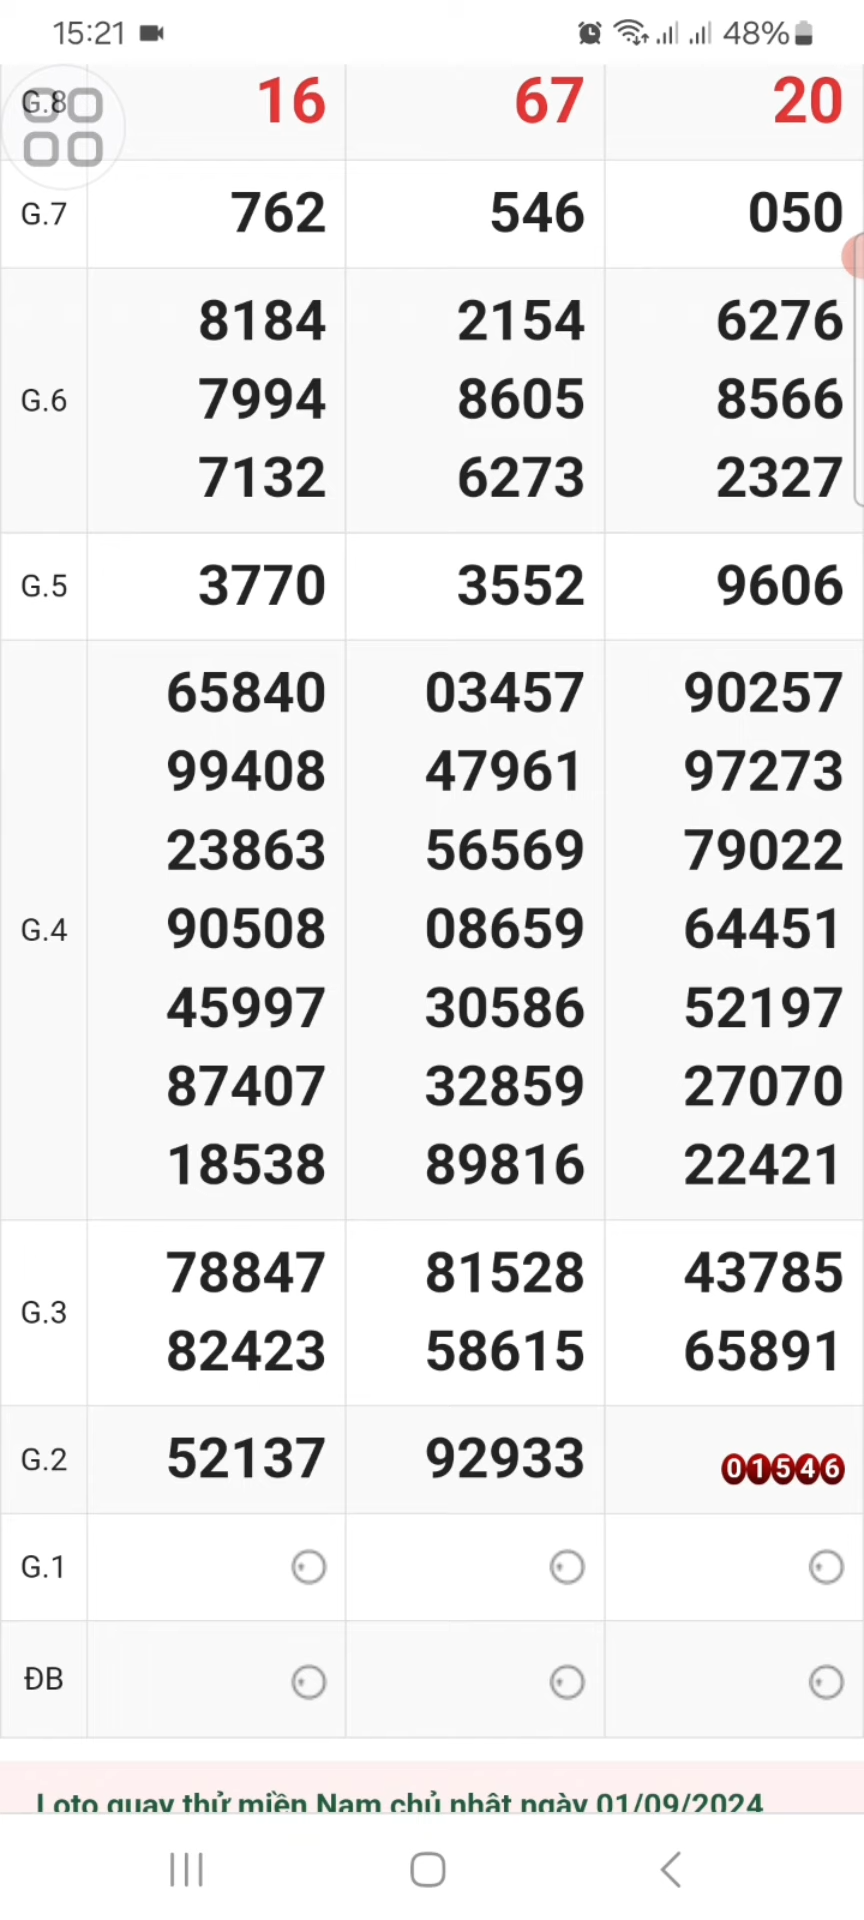 15:21 48%
G.8 16 67 20
G.7 762 546 050
8184 2154 6276
G.6 7994 8605 8566
7132 6273 2327
G.5 3770 3552 9606
65840 03457 90257
99408 47961 97273
23863 56569 79022
G.4 90508 08659 64451
45997 30586 52197
87407 32859 27070
18538 89816 22421
78847 81528 43785
G.3
82423 58615 65891
G.2 52137 92933 01546
G.1
ĐB
Loto quay thử miền Nam chủ nhật ngày 01/09/2024